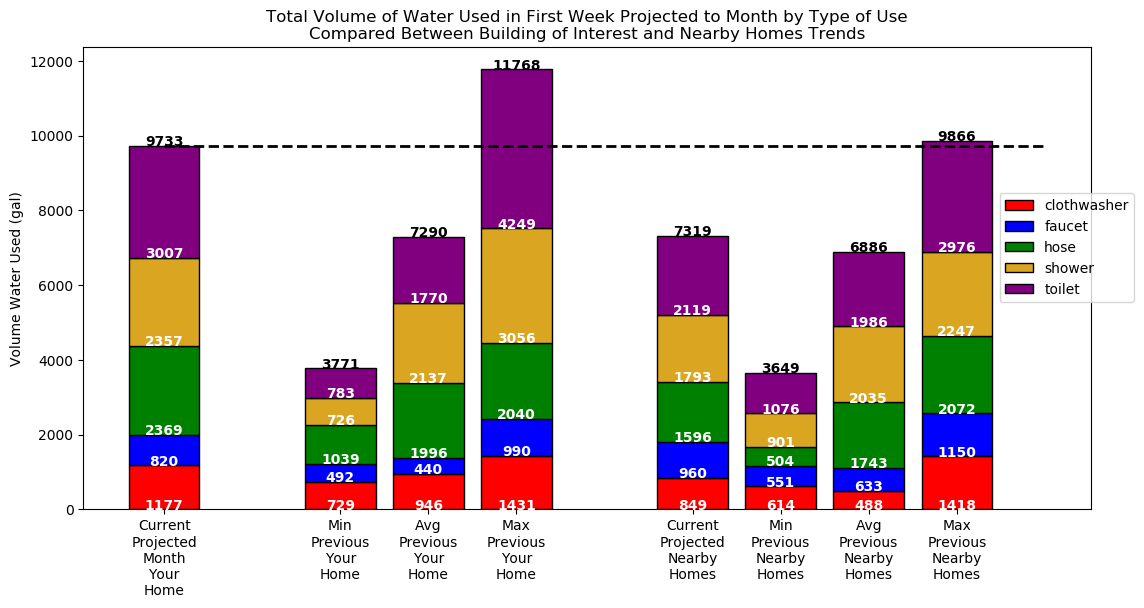 Total Volume of Water Used in First Week Projected to Month by Type of Use
Compared Between Building of Interest and Nearby Homes Trends
Volume Water Used (gal)
12000
10000
8000
6000
4000
2000
0
9733
3007
2357
2369
820
1177
3771
783
726
1039
492
729
7290
1770
2137
1996
440
946
11768
4249
3056
2040
990
1431
7319
2119
1793
1596
960
849
3649
1076
901
504
551
614
6886
1986
2035
1743
633
488
9866
2976
2247
2072
1150
1418
clothwasher
faucet
hose
shower
toilet
Current
Projected
Month
Your
Home
Min
Previous
Your
Home
Avg
Previous
Your
Home
Max
Previous
Your
Home
Current
Projected
Nearby
Homes
Min
Previous
Nearby
Homes
Avg
Previous
Nearby
Homes
Max
Previous
Nearby
Homes